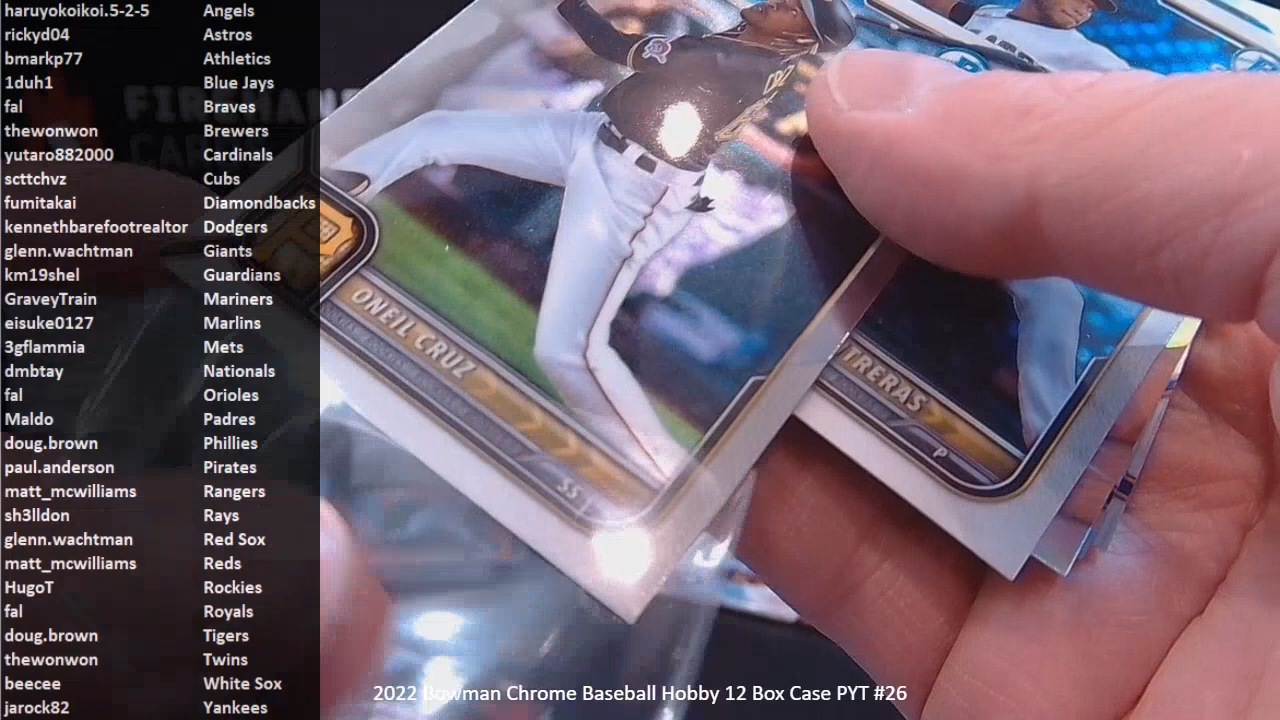 haruyokoikoi.5-2-5 Angels
rickyd04 Astros
bmarkp77 Athletics
1duh1 Blue Jays
fal Braves
thewonwon Brewers
yutaro882000 Cardinals
scttchvz Cubs
fumitakai Diamondbacks
kennethbarefootrealtor Dodgers
glenn.wachtman Giants
km19shel Guardians
GraveyTrain Mariners
eisuke0127 Marlins
3gflammia Mets
dmbtay Nationals
fal Orioles
Maldo Padres
doug.brown Phillies
paul.anderson Pirates
matt_mcwilliams Rangers
sh3lldon Rays
glenn.wachtman Red Sox
matt_mcwilliams Reds
HugoT Rockies
fal Royals
doug.brown Tigers
thewonwon Twins
beecee White Sox
jarock82 Yankees
ONEIL CRUZ
SS
TRERAS
P
2022 Bowman Chrome Baseball Hobby 12 Box Case PYT #26